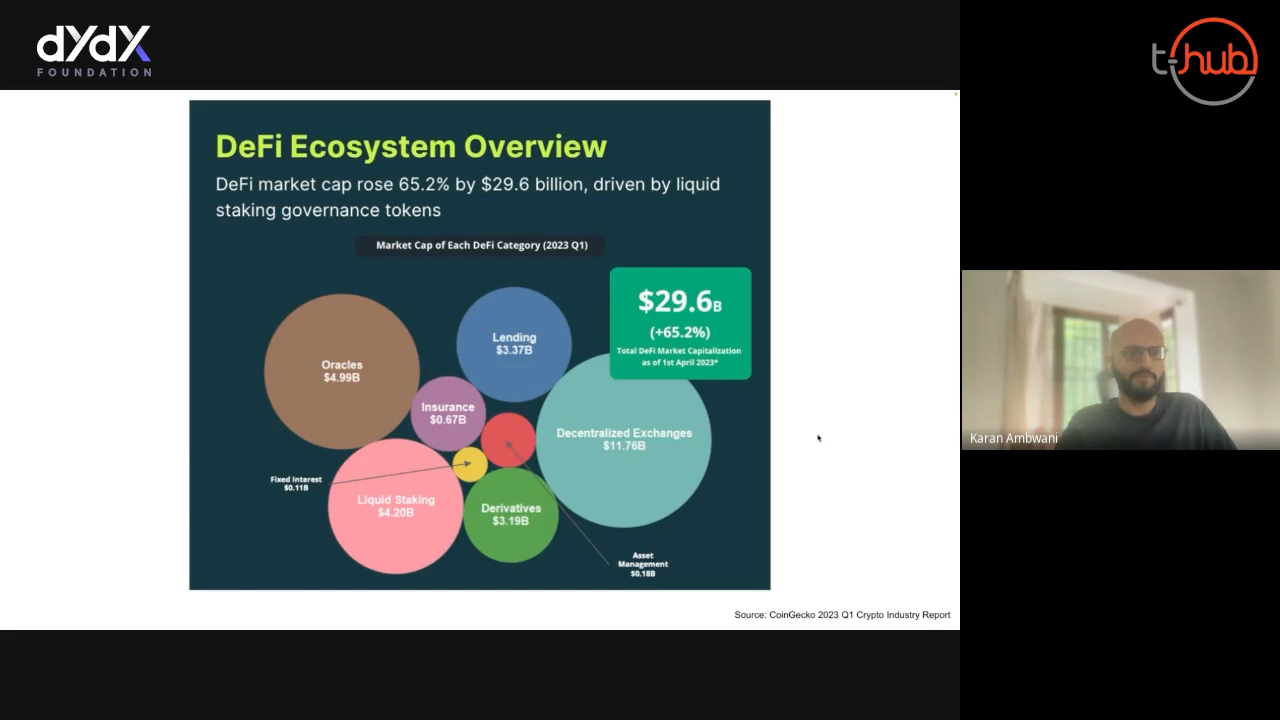 dYdX
FOUNDATION
t-hub
DeFi Ecosystem Overview
DeFi market cap rose 65.2% by $29.6 billion, driven by liquid
staking governance tokens
Market Cap of Each DeFi Category (2023 Q1)
$29.6B
(+65.2%)
Total DeFi Market Capitalization
as of 1st April 2023*
Lending
$3.37B
Oracles
$4.99B
Insurance
$0.67B
Decentralized Exchanges
$11.76B
Fixed Interest
$0.11B
Liquid Staking
$4.20B
Derivatives
$3.19B
Asset
Management
$0.18B
Source: CoinGecko 2023 Q1 Crypto Industry Report
Karan Ambwani